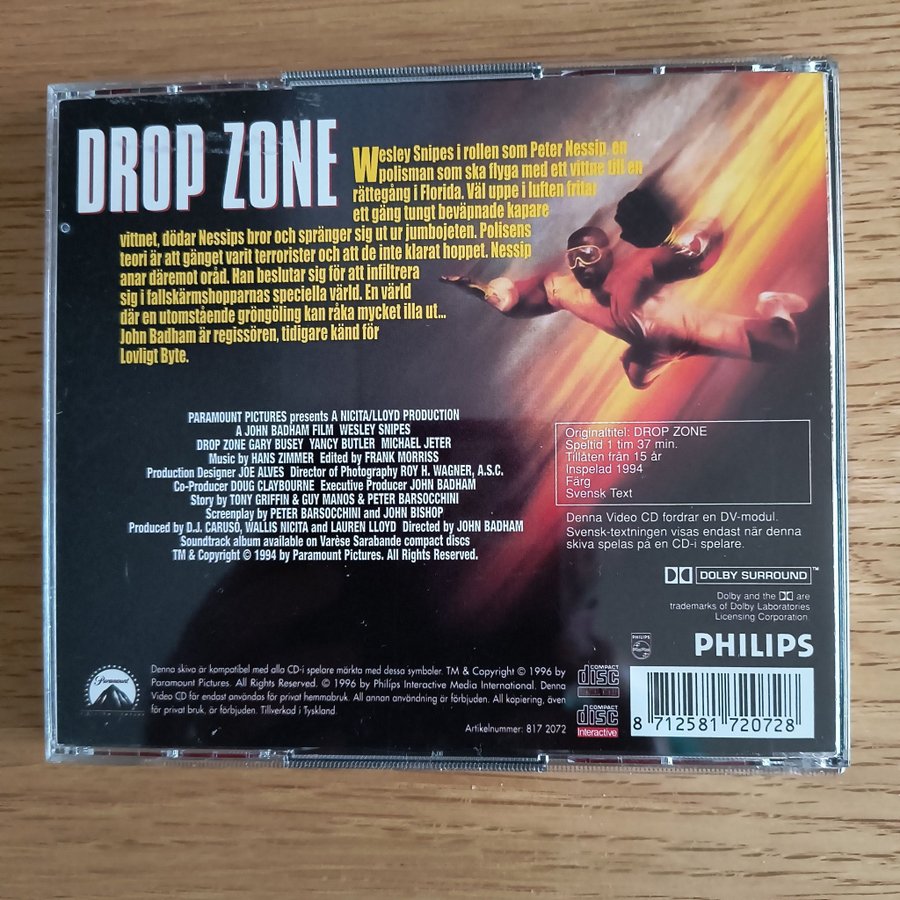 DROP ZONE
Wesley Snipes i rollen som Peter Nessip, en
polisman som ska flyga med ett vittne till en
rättegång i Florida. Väl uppe i luften fritar
ett gäng tungt beväpnade kapare
vittnet, dödar Nessips bror och spränger sig ut ur jumbojeten. Polisens
teori är att gänget varit terrorister och att de inte klarat hoppet. Nessip
anar däremot oråd. Han beslutar sig för att infiltrera
sig i fallskärmshopparnas speciella värld. En värld
där en utomstående gröngöling kan råka mycket illa ut...
John Badham är regissören, tidigare känd för
Lovligt Byte.
PARAMOUNT PICTURES presents A NICITA/LLOYD PRODUCTION
A JOHN BADHAM FILM WESLEY SNIPES
DROP ZONE GARY BUSEY YANCY BUTLER MICHAEL JETER
Music by HANS ZIMMER Edited by FRANK MORRISS
Production Designer JOE ALVES Director of Photography ROY H. WAGNER, A.S.C.
Co-Producer DOUG CLAYBOURNE Executive Producer JOHN BADHAM
Story by TONY GRIFFIN & GUY MANOS & PETER BARSOCCHINI
Screenplay by PETER BARSOCCHINI and JOHN BISHOP
Produced by D.J. CARUSO, WALLIS NICITA and LAUREN LLOYD Directed by JOHN BADHAM
Soundtrack album available on Varèse Sarabande compact discs
TM & Copyright © 1994 by Paramount Pictures. All Rights Reserved.
Originaltitel: DROP ZONE
Speltid 1 tim 37 min.
Tillåten från 15 år
Inspelad 1994
Färg
Svensk Text
Denna Video CD fordrar en DV-modul.
Svensk-textningen visas endast när denna
skiva spelas på en CD-i spelare.
DOLBY SURROUND™
Dolby and the DD are
trademarks of Dolby Laboratories
Licensing Corporation.
PHILIPS
PHILIPS
Paramount
Denna skiva är kompatibel med alla CD-i spelare märkta med dessa symboler. TM & Copyright © 1996 by
Paramount Pictures. All Rights Reserved. © 1996 by Philips Interactive Media International. Denna
Video CD får endast användas för privat hemmabruk. All annan användning är förbjuden. All kopiering, även
för privat bruk, är förbjuden. Tillverkad i Tyskland.
Artikelnummer: 817 2072
COMPACT
disc
COMPACT
disc
Interactive
8 712581 720728